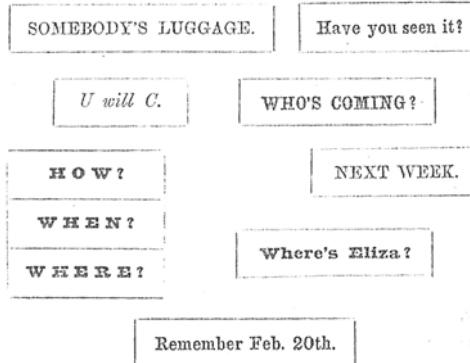 SOMEBODY'S LUGGAGE.
Have you seen it?
U will C.
WHO'S COMING?
HOW?
NEXT WEEK.
WHEN?
Where's Eliza?
WHERE?
Remember Feb. 20th.